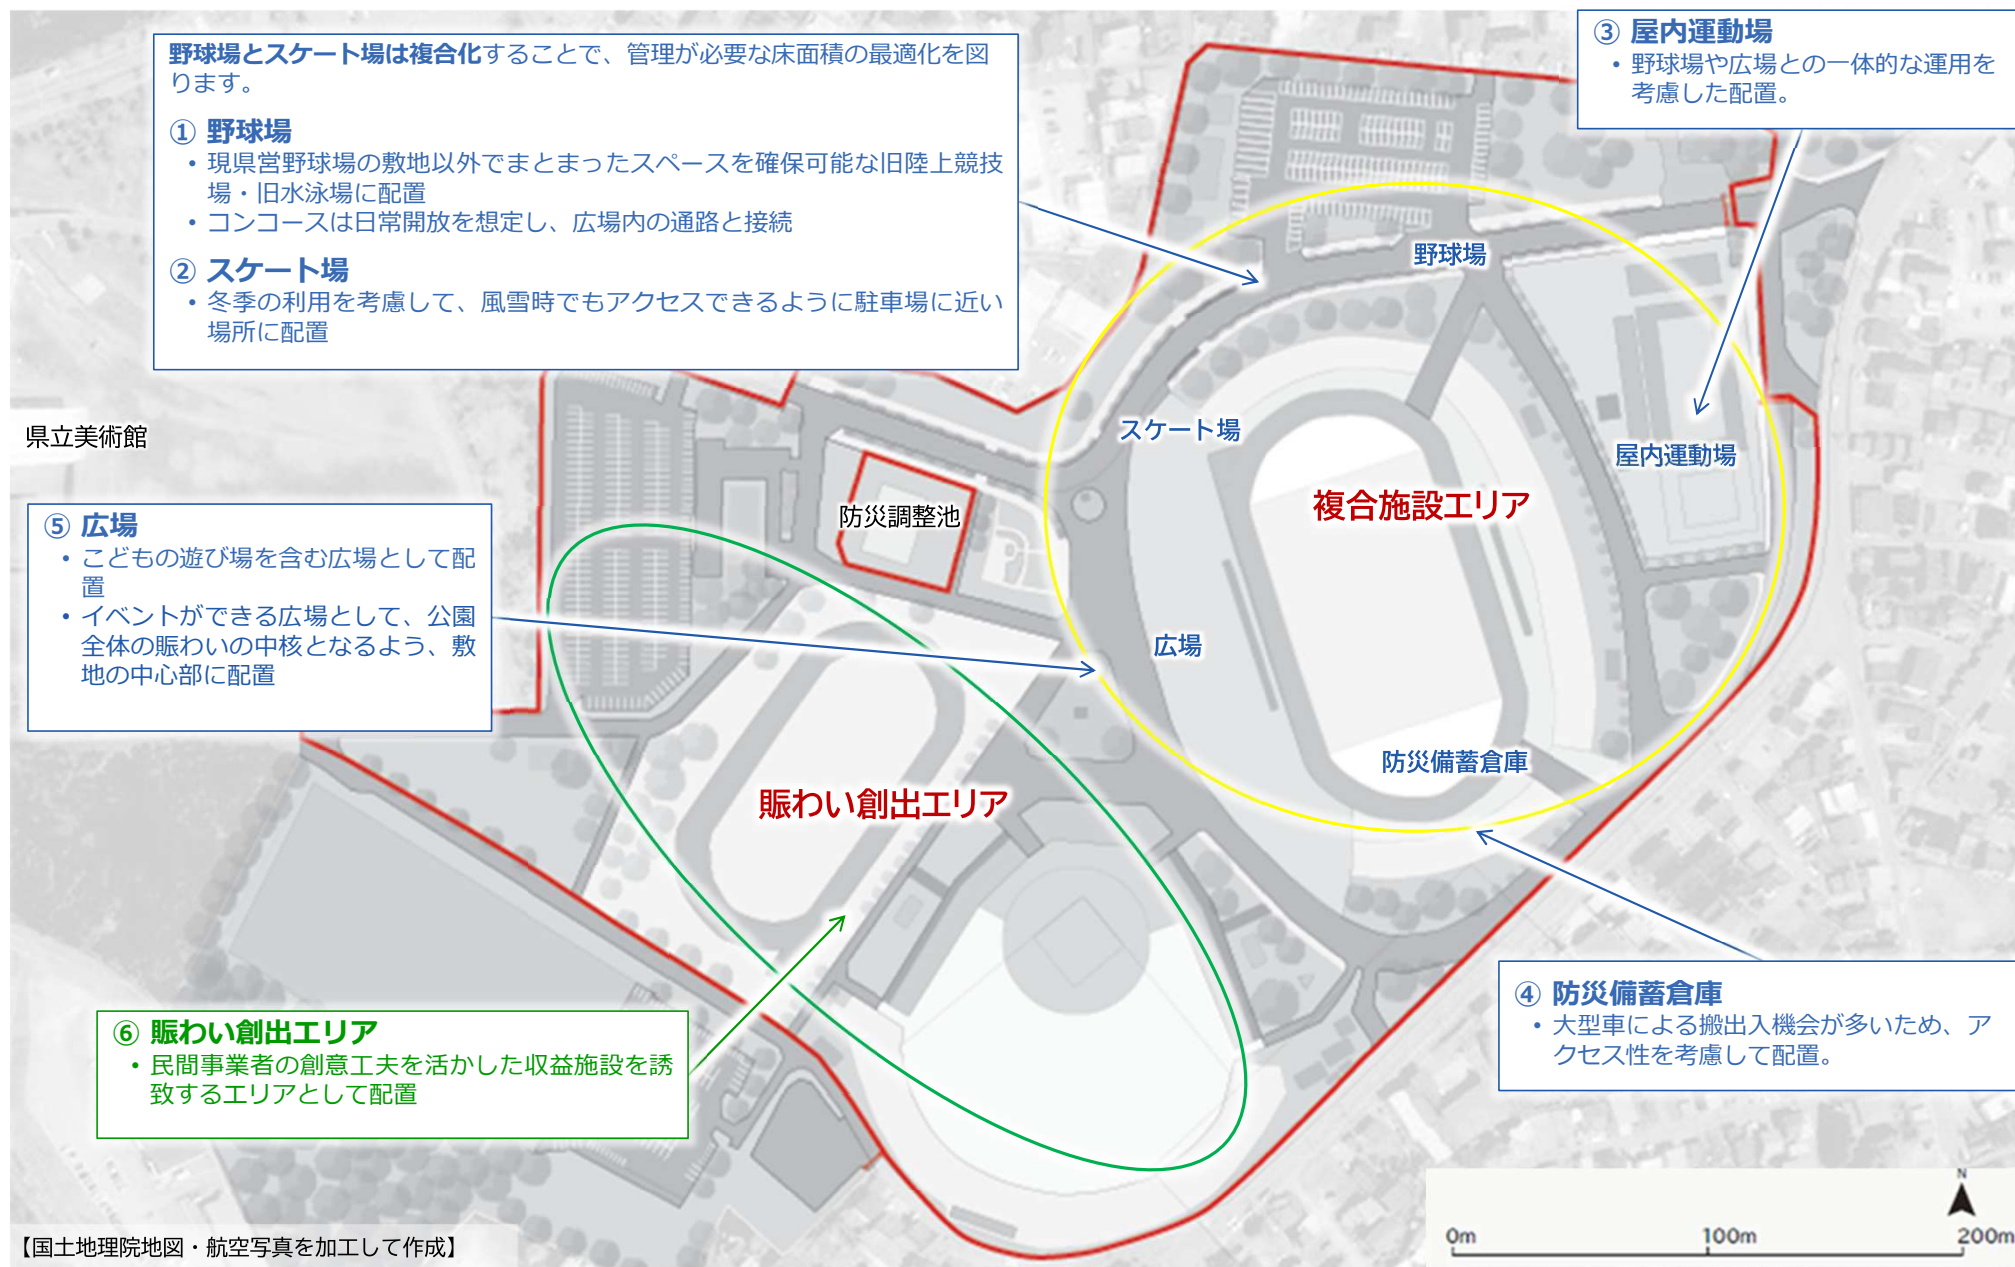 野球場とスケート場は複合化することで、管理が必要な床面積の最適化を図
ります。
① 野球場
• 現県営野球場の敷地以外でまとまったスペースを確保可能な旧陸上競技
場・旧水泳場に配置
• コンコースは日常開放を想定し、広場内の通路と接続
② スケート場
• 冬季の利用を考慮して、風雪時でもアクセスできるように駐車場に近い
場所に配置
③ 屋内運動場
• 野球場や広場との一体的な運用を
考慮した配置。
野球場
スケート場
屋内運動場
複合施設エリア
県立美術館
防災調整池
⑤ 広場
• こどもの遊び場を含む広場として配
置
• イベントができる広場として、公園
全体の賑わいの中核となるよう、敷
地の中心部に配置
広場
防災備蓄倉庫
賑わい創出エリア
④ 防災備蓄倉庫
• 大型車による搬出入機会が多いため、ア
クセス性を考慮して配置。
⑥ 賑わい創出エリア
• 民間事業者の創意工夫を活かした収益施設を誘
致するエリアとして配置
N
0m 100m 200m
【国土地理院地図・航空写真を加工して作成】